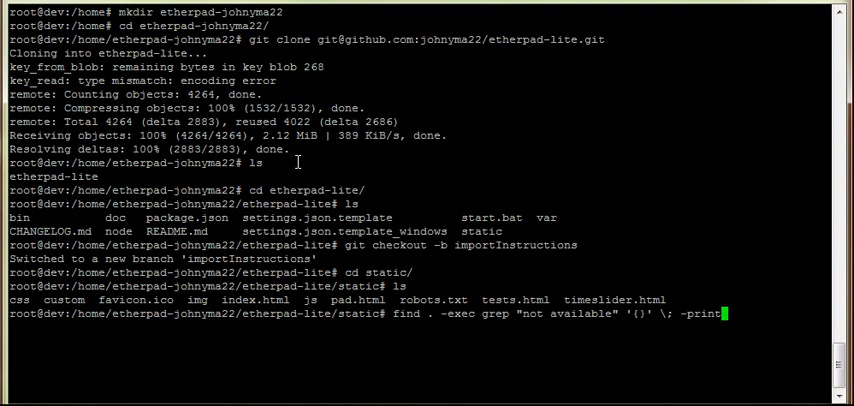 root@dev:/home# mkdir etherpad-johnyma22
root@dev:/home# cd etherpad-johnyma22/
root@dev:/home/etherpad-johnyma22# git clone git@github.com:johnyma22/etherpad-lite.git
Cloning into etherpad-lite...
key_from_blob: remaining bytes in key blob 268
key_read: type mismatch: encoding error
remote: Counting objects: 4264, done.
remote: Compressing objects: 100% (1532/1532), done.
remote: Total 4264 (delta 2883), reused 4022 (delta 2686)
Receiving objects: 100% (4264/4264), 2.12 MiB | 389 KiB/s, done.
Resolving deltas: 100% (2883/2883), done.
root@dev:/home/etherpad-johnyma22# ls
etherpad-lite
root@dev:/home/etherpad-johnyma22# cd etherpad-lite/
root@dev:/home/etherpad-johnyma22/etherpad-lite# ls
bin doc package.json settings.json.template start.bat var
CHANGELOG.md node README.md settings.json.template_windows static
root@dev:/home/etherpad-johnyma22/etherpad-lite# git checkout -b importInstructions
Switched to a new branch 'importInstructions'
root@dev:/home/etherpad-johnyma22/etherpad-lite# cd static/
root@dev:/home/etherpad-johnyma22/etherpad-lite/static# ls
css custom favicon.ico img index.html js pad.html robots.txt tests.html timeslider.html
root@dev:/home/etherpad-johnyma22/etherpad-lite/static# find . -exec grep "not available" '{}' \; -print